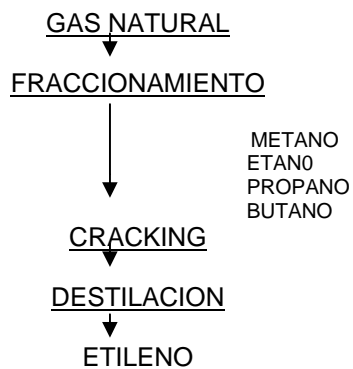 GAS NATURAL
FRACCIONAMIENTO
METANO
ETAN0
PROPANO
BUTANO
CRACKING
DESTILACION
ETILENO